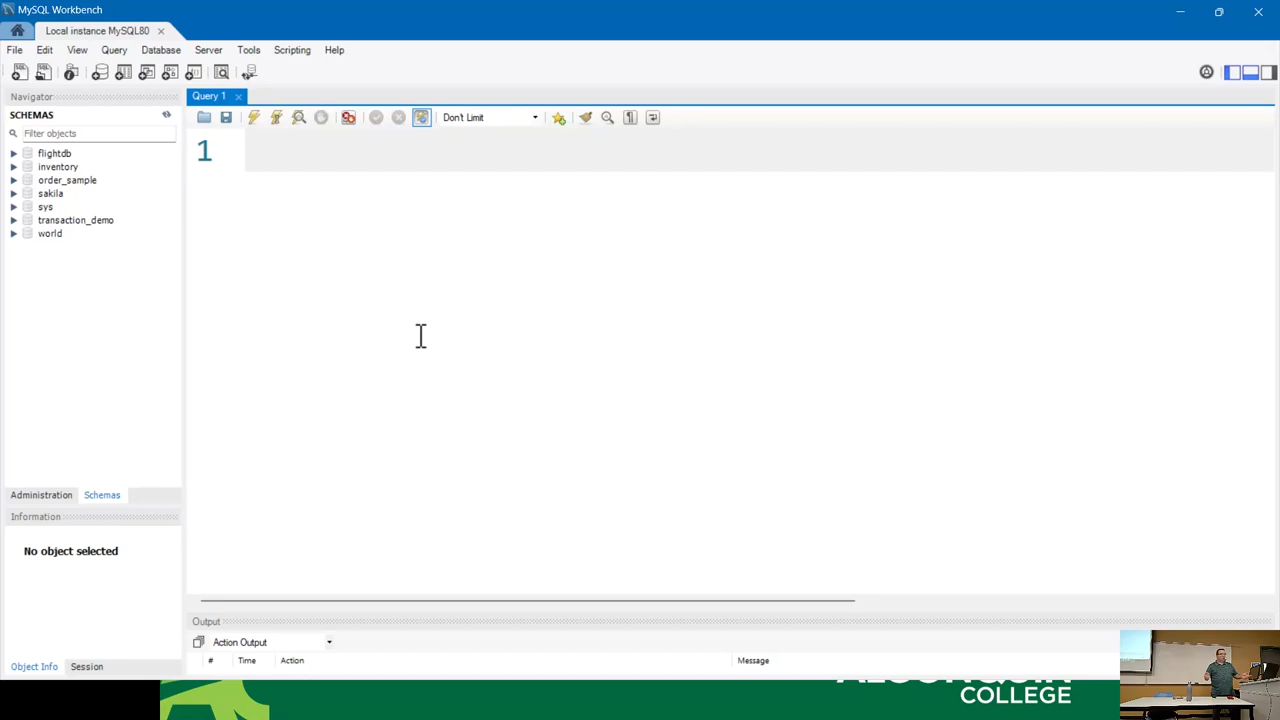 MySQL Workbench
Local instance MySQL80
File Edit View Query Database Server Tools Scripting Help
Navigator
SCHEMAS
Filter objects
flightdb
inventory
order_sample
sakila
sys
transaction_demo
world
Administration Schemas
Information
No object selected
Object Info Session
Query 1
Don't Limit
1
Output
Action Output
# Time Action Message
COLLEGE